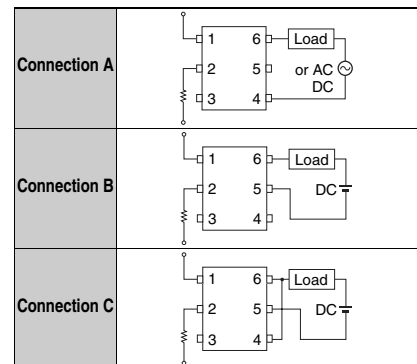 Connection A
1 6 Load
2 5 or AC
DC
3 4
Connection B
1 6 Load
2 5 DC
3 4
Connection C
1 6 Load
2 5 DC
3 4